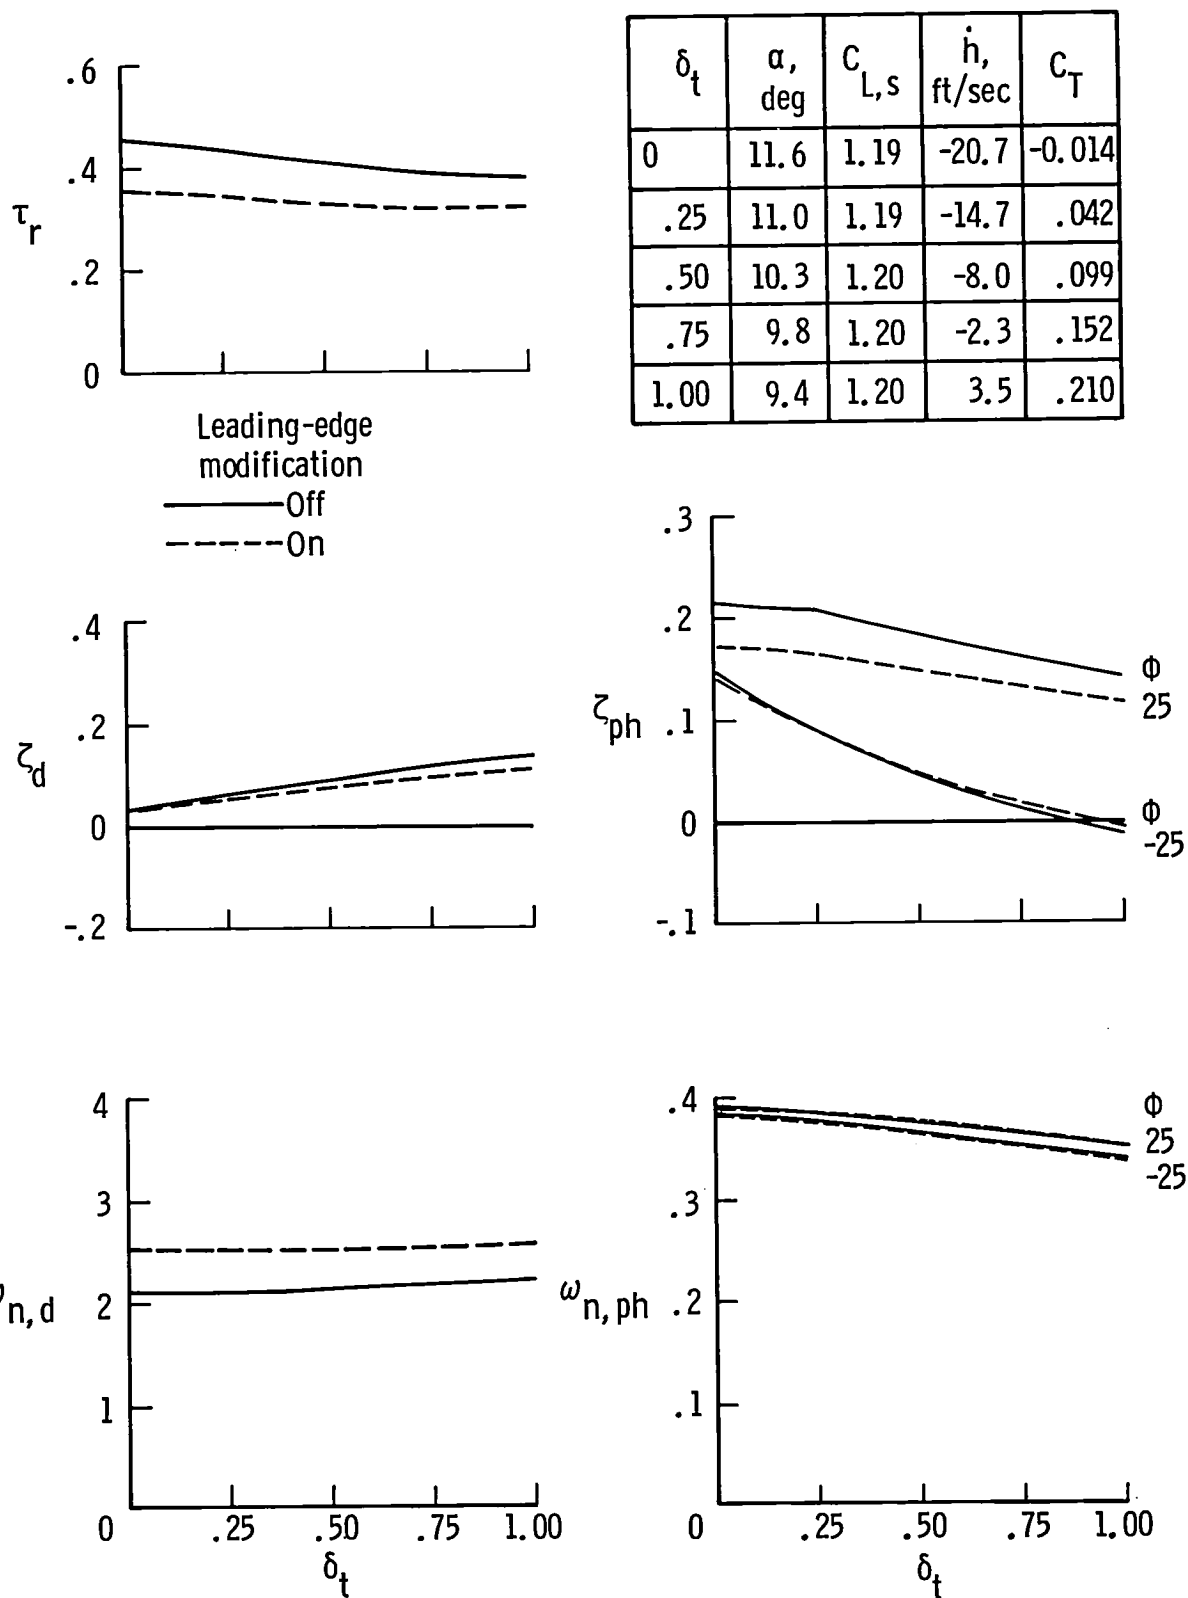 δt
α, deg
CL,s
ḣ, ft/sec
CT
0 11.6 1.19 -20.7 -0.014
.25 11.0 1.19 -14.7 .042
.50 10.3 1.20 -8.0 .099
.75 9.8 1.20 -2.3 .152
1.00 9.4 1.20 3.5 .210
.6
.4
τr
.2
0
Leading-edge
modification
Off
On
.4
.2
ζd
0
-.2
.3
.2
ζph
.1
0
-.1
Φ
25
Φ
-25
4
3
n,d
2
1
0 .25 .50 .75 1.00
δt
.4
.3
ωn,ph
.2
.1
Φ
25
-25
0 .25 .50 .75 1.00
δt